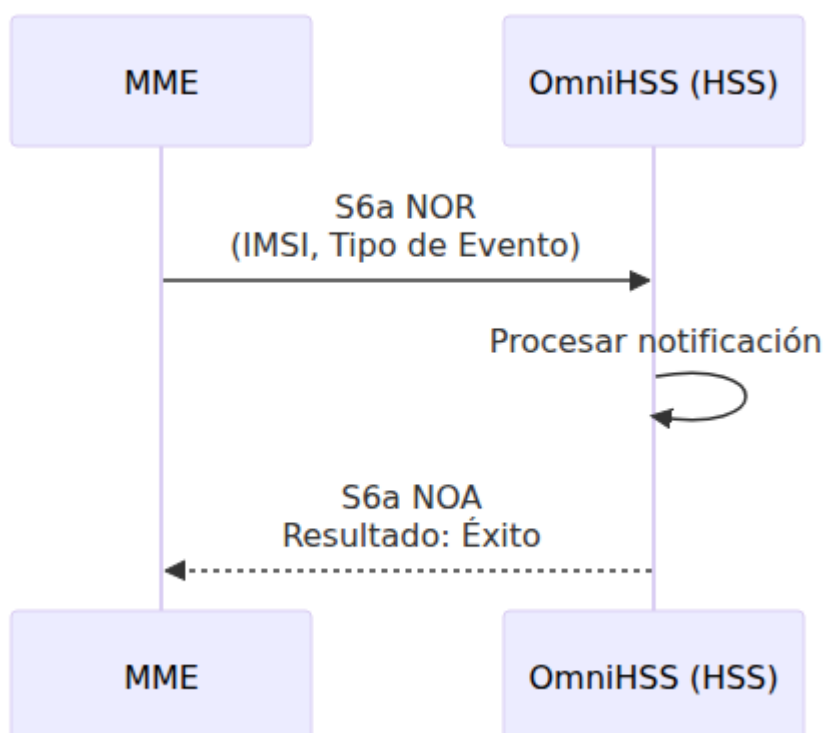 MME
OmniHSS (HSS)
S6a NOR
(IMSI, Tipo de Evento)
Procesar notificación
S6a NOA
Resultado: Éxito
MME
OmniHSS (HSS)